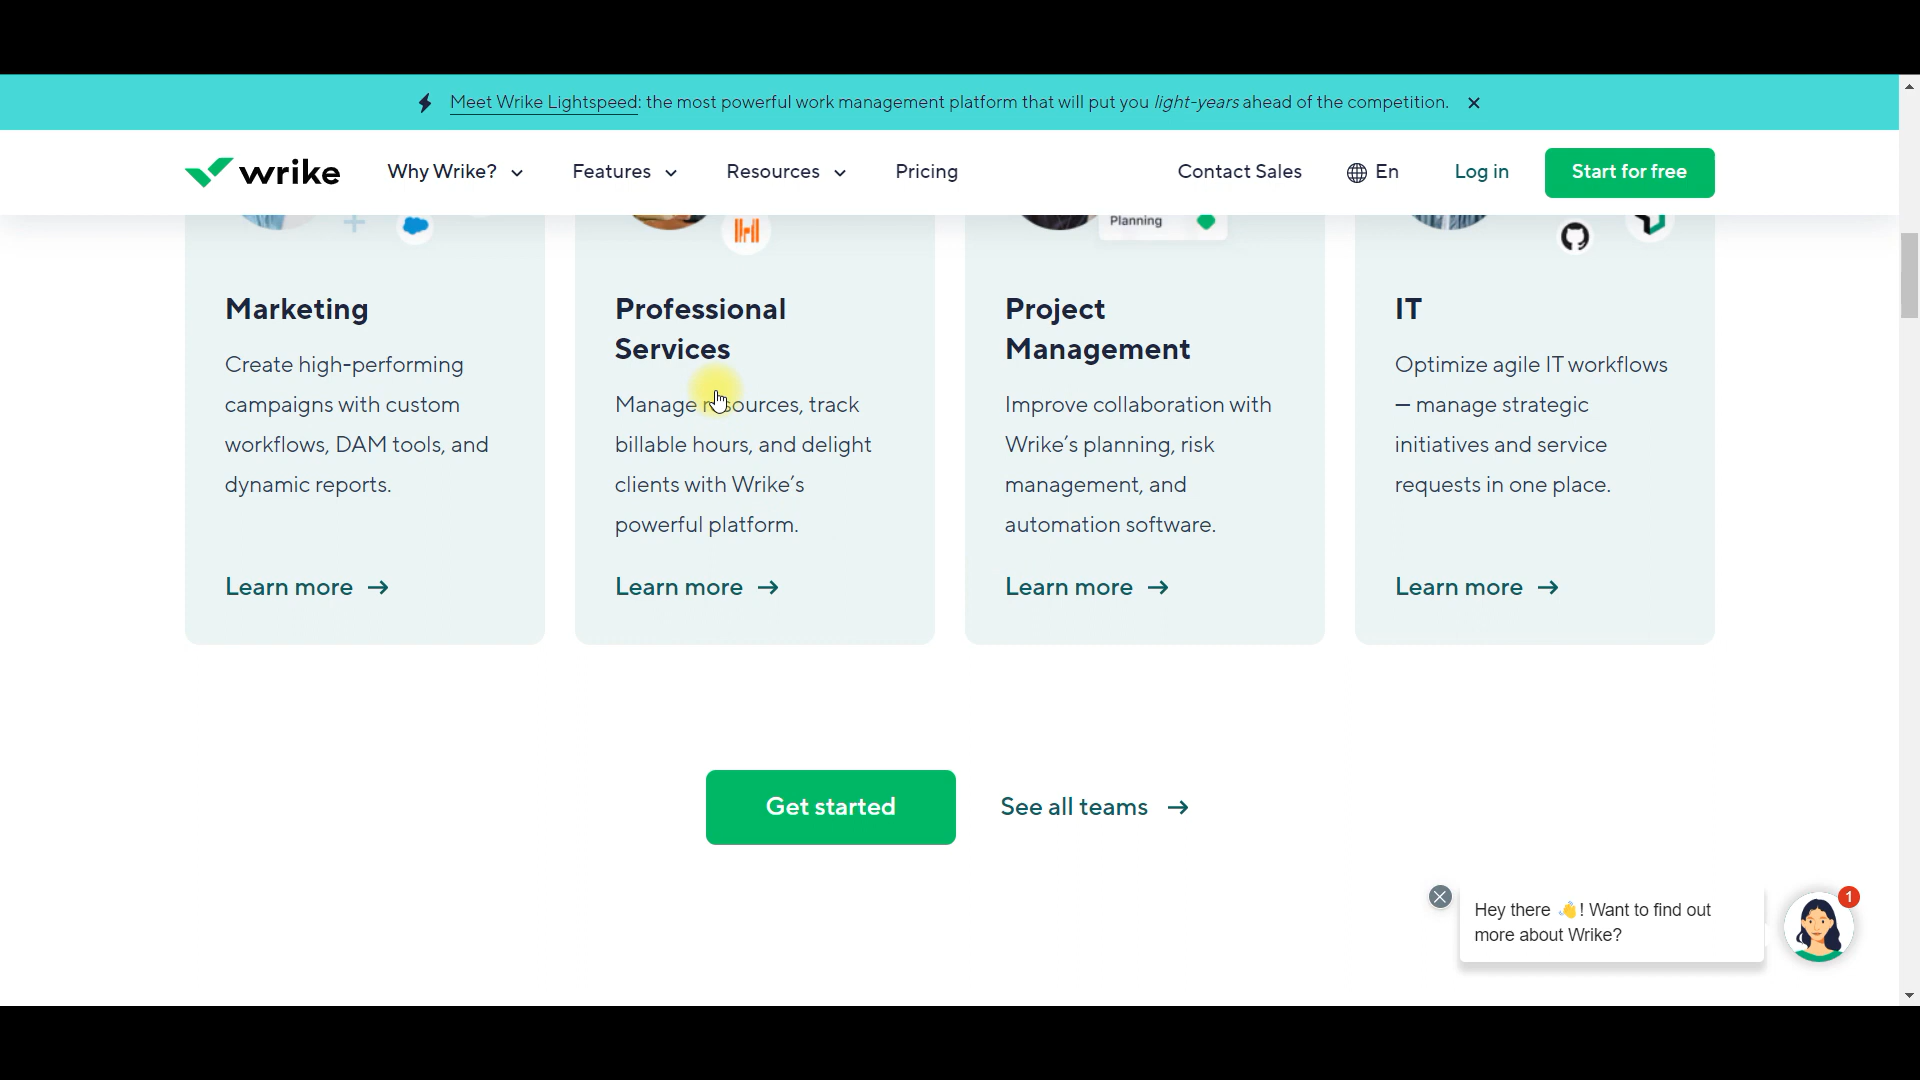 Meet Wrike Lightspeed: the most powerful work management platform that will put you light-years ahead of the competition.
wrike
Why Wrike?
Features
Resources
Pricing
Contact Sales
En
Log in
Start for free
Planning
Marketing
Create high-performing
campaigns with custom
workflows, DAM tools, and
dynamic reports.
Learn more
Professional
Services
Manage resources, track
billable hours, and delight
clients with Wrike's
powerful platform.
Learn more
Project
Management
Improve collaboration with
Wrike's planning, risk
management, and
automation software.
Learn more
IT
Optimize agile IT workflows
— manage strategic
initiatives and service
requests in one place.
Learn more
Get started
See all teams
Hey there 👋! Want to find out
more about Wrike?
1